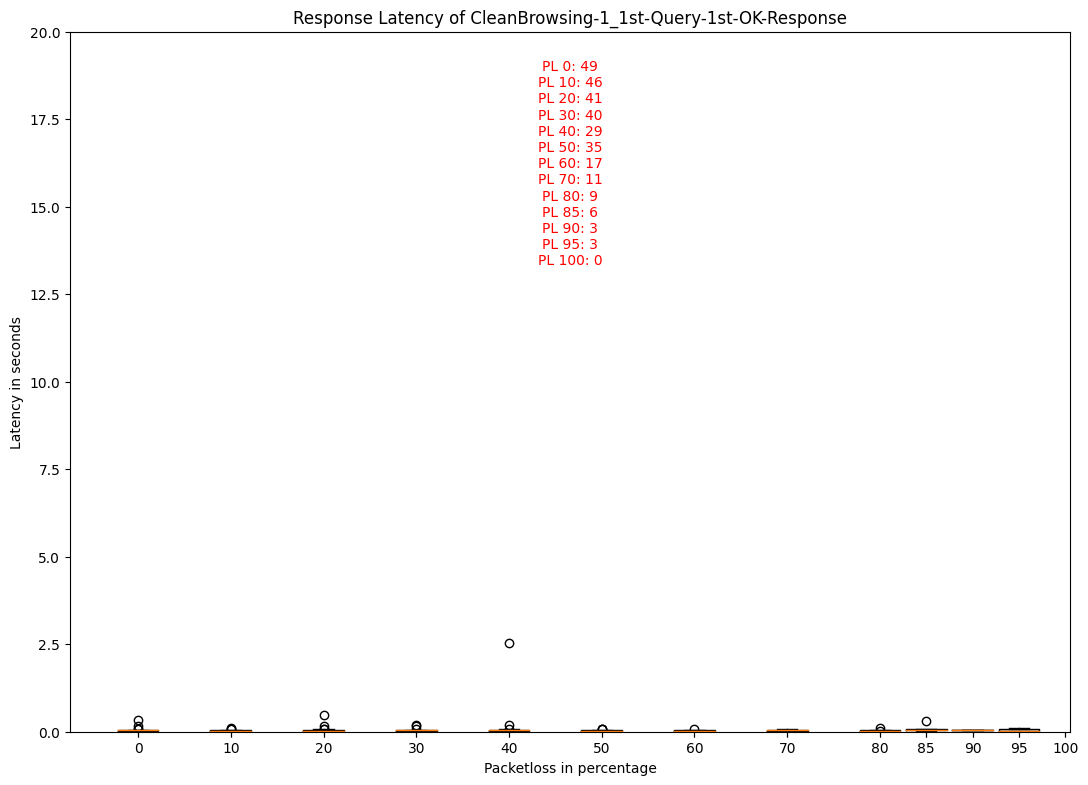 Response Latency of CleanBrowsing-1_1st-Query-1st-OK-Response
20.0
17.5
15.0
12.5
10.0
7.5
5.0
2.5
0.0
Latency in seconds
PL 0: 49
PL 10: 46
PL 20: 41
PL 30: 40
PL 40: 29
PL 50: 35
PL 60: 17
PL 70: 11
PL 80: 9
PL 85: 6
PL 90: 3
PL 95: 3
PL 100: 0
0 10 20 30 40 50 60 70 80 85 90 95 100
Packetloss in percentage